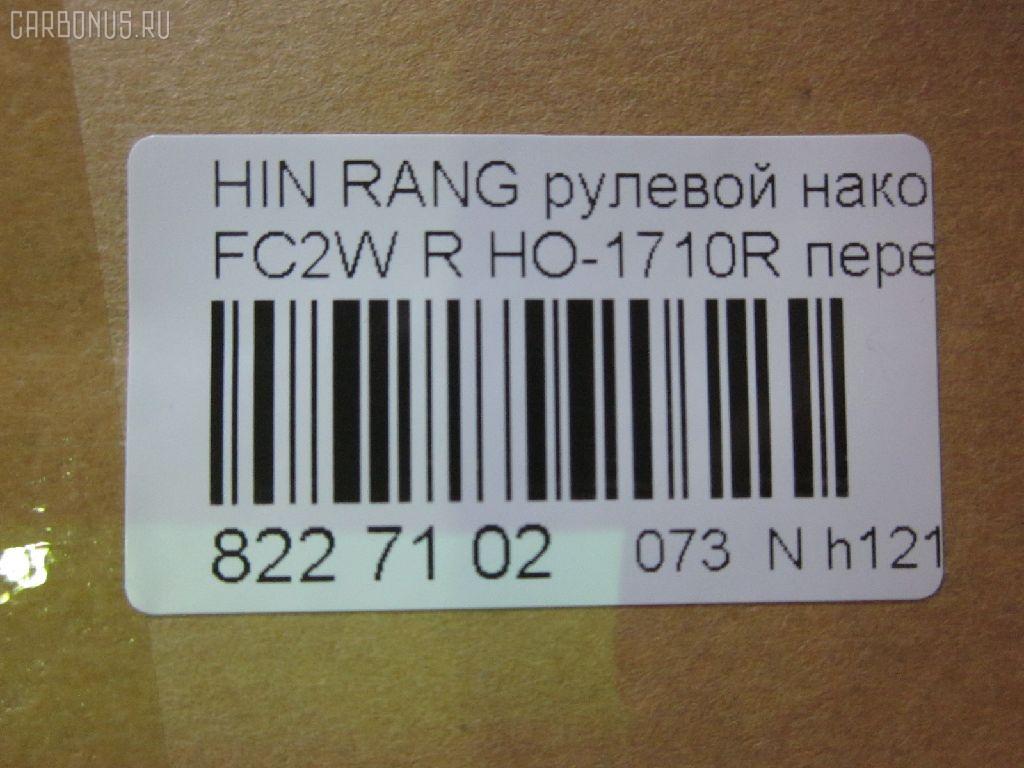 CARBONUS.RU
HIN RANG рулевой нако
FC2W R HO-1710R пере
822 71 02 073 N h121